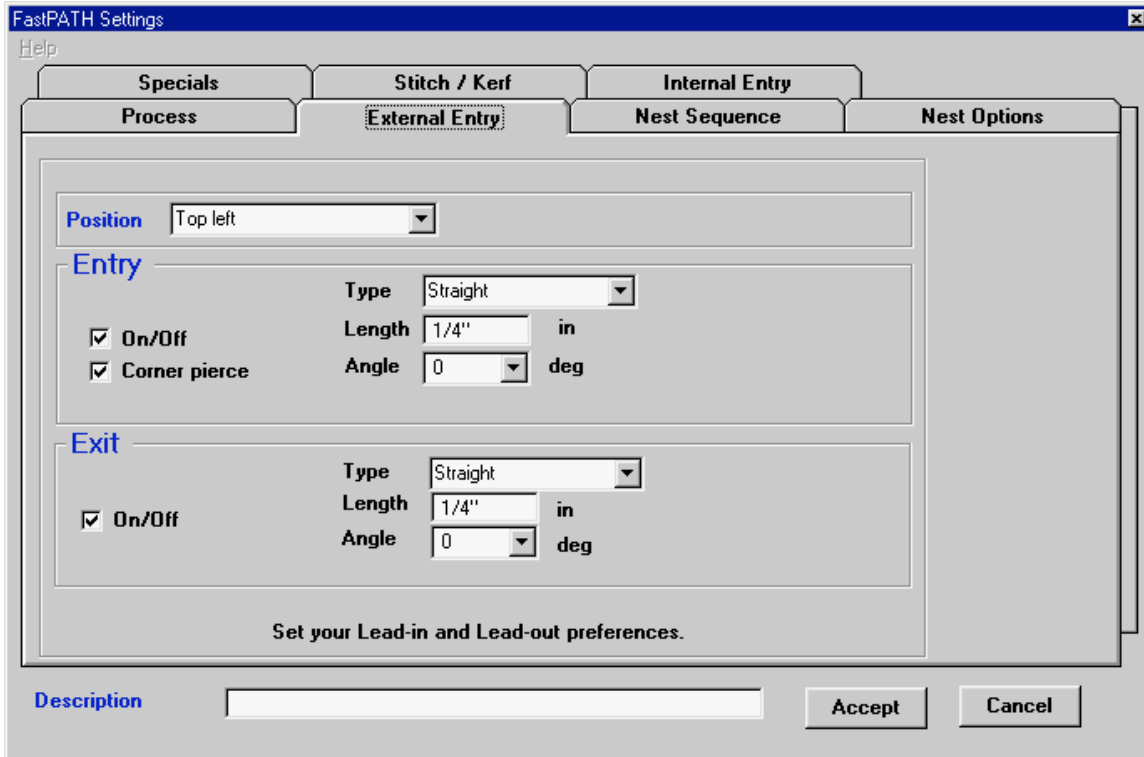 FastPATH Settings
Help
Specials Stitch / Kerf Internal Entry
Process External Entry Nest Sequence Nest Options
Position Top left
Entry
Type Straight
On/Off Length 1/4" in
Corner pierce Angle 0 deg
Exit
Type Straight
Length 1/4" in
On/Off
Angle 0 deg
Set your Lead-in and Lead-out preferences.
Description Accept Cancel